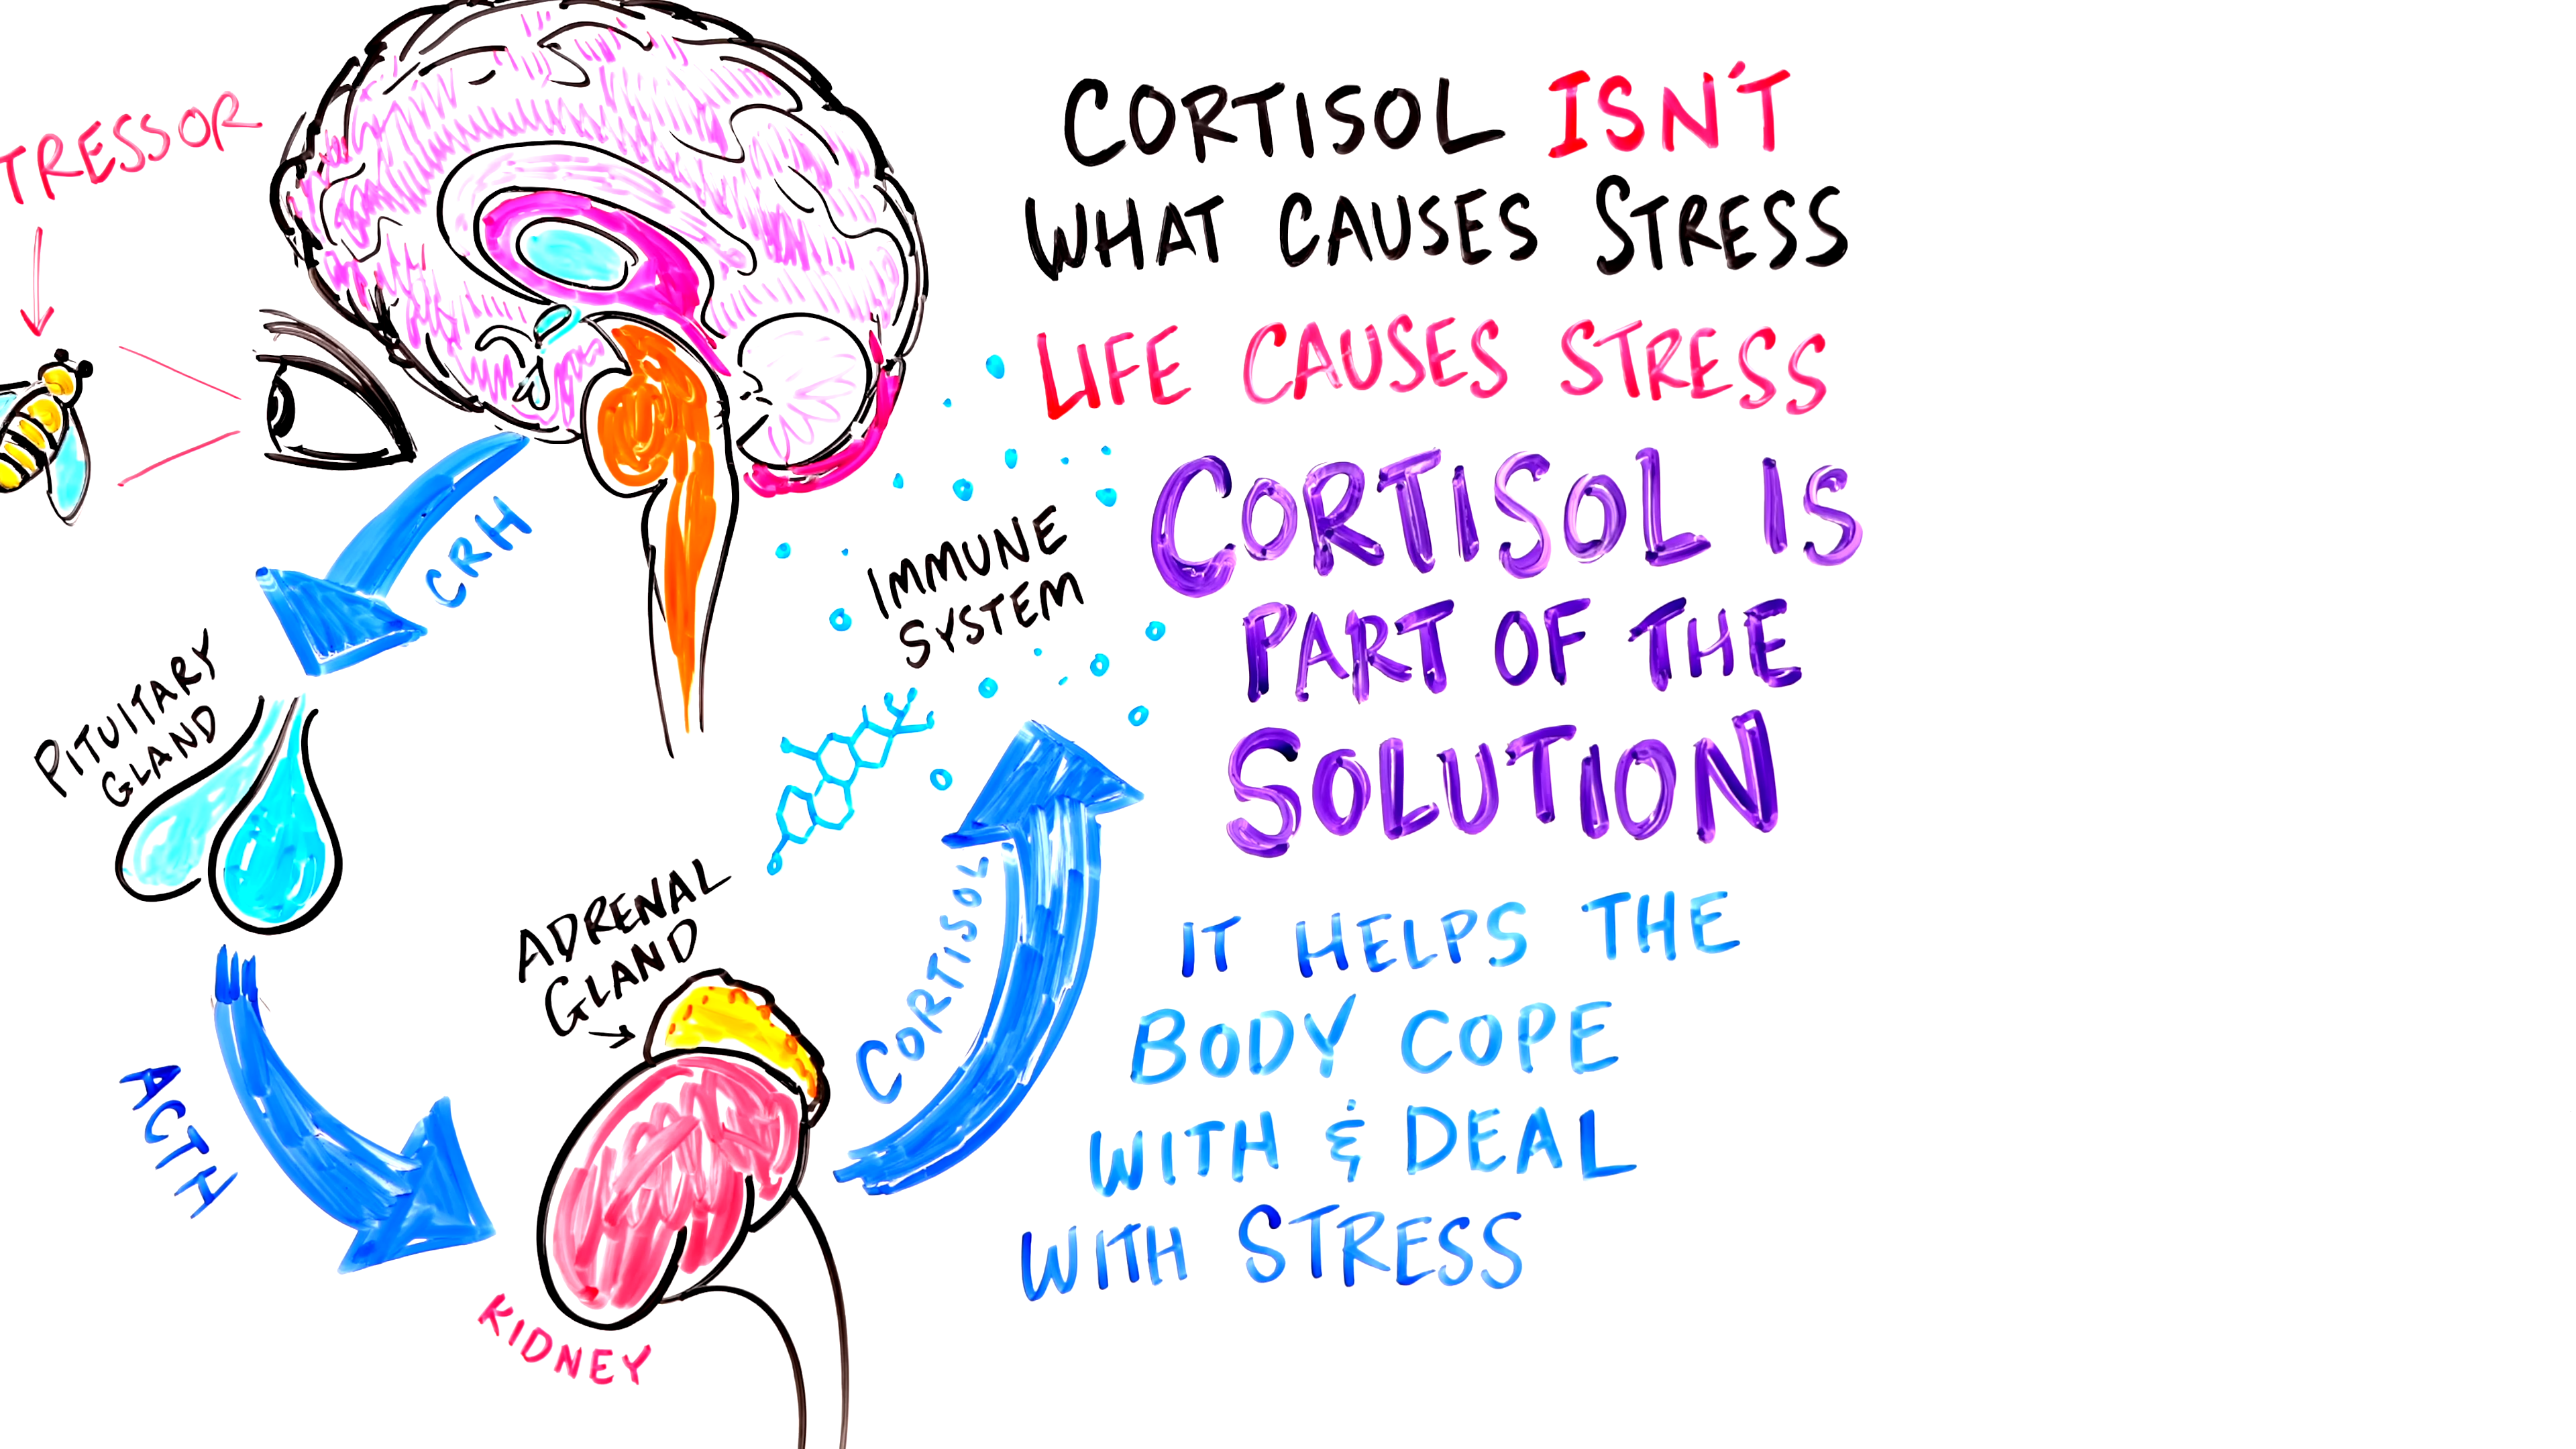 TRESSOR
CORTISOL ISN'T
WHAT CAUSES STRESS
LIFE CAUSES STRESS
CORTISOL IS
PART OF THE
SOLUTION
IT HELPS THE
BODY COPE
WITH & DEAL
WITH STRESS
CRH
IMMUNE
SYSTEM
PITUITARY
GLAND
ADRENAL
GLAND
CORTISOL
ACTH
KIDNEY